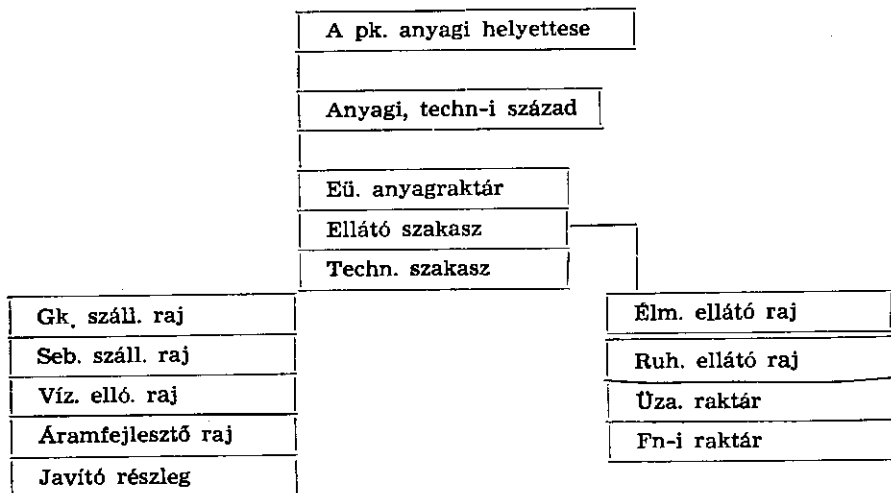 A pk. anyagi helyettese
Anyagi, techn-i század
Eü. anyagraktár
Ellátó szakasz
Techn. szakasz
Gk. száll. raj
Seb. száll. raj
Víz. elló. raj
Áramfejlesztő raj
Javító részleg
Élm. ellátó raj
Ruh. ellátó raj
Üza. raktár
Fn-i raktár